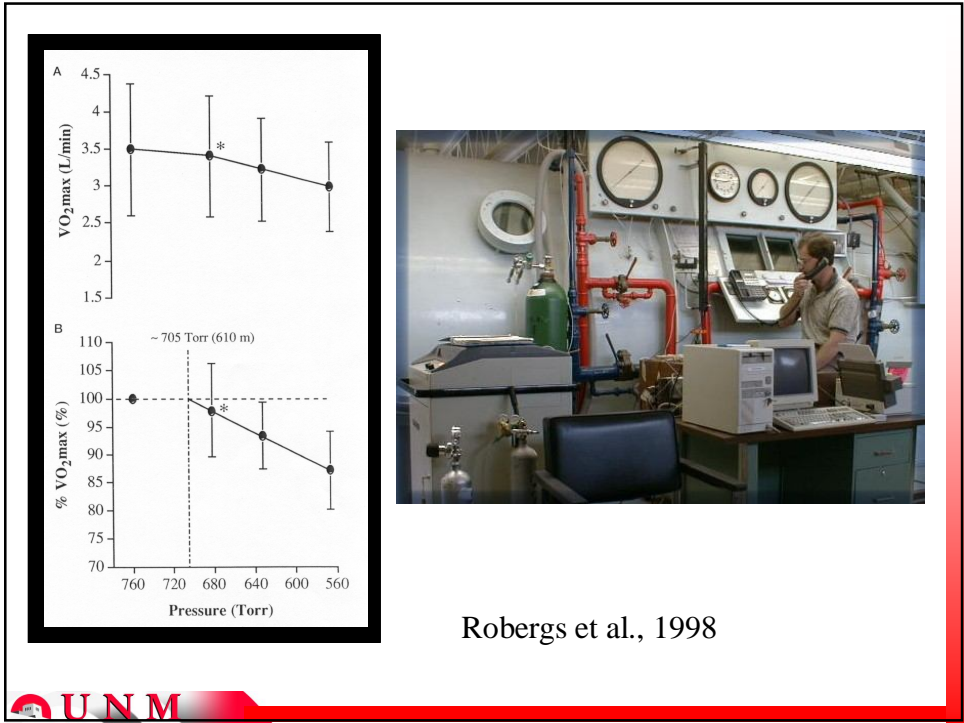 A
4.5
4
3.5
3
2.5
2
1.5
VO2max (L/min)
*
B
~ 705 Torr (610 m)
110
105
100
95
90
85
80
75
70
% VO2max (%)
*
760 720 680 640 600 560
Pressure (Torr)
Robergs et al., 1998
UNM